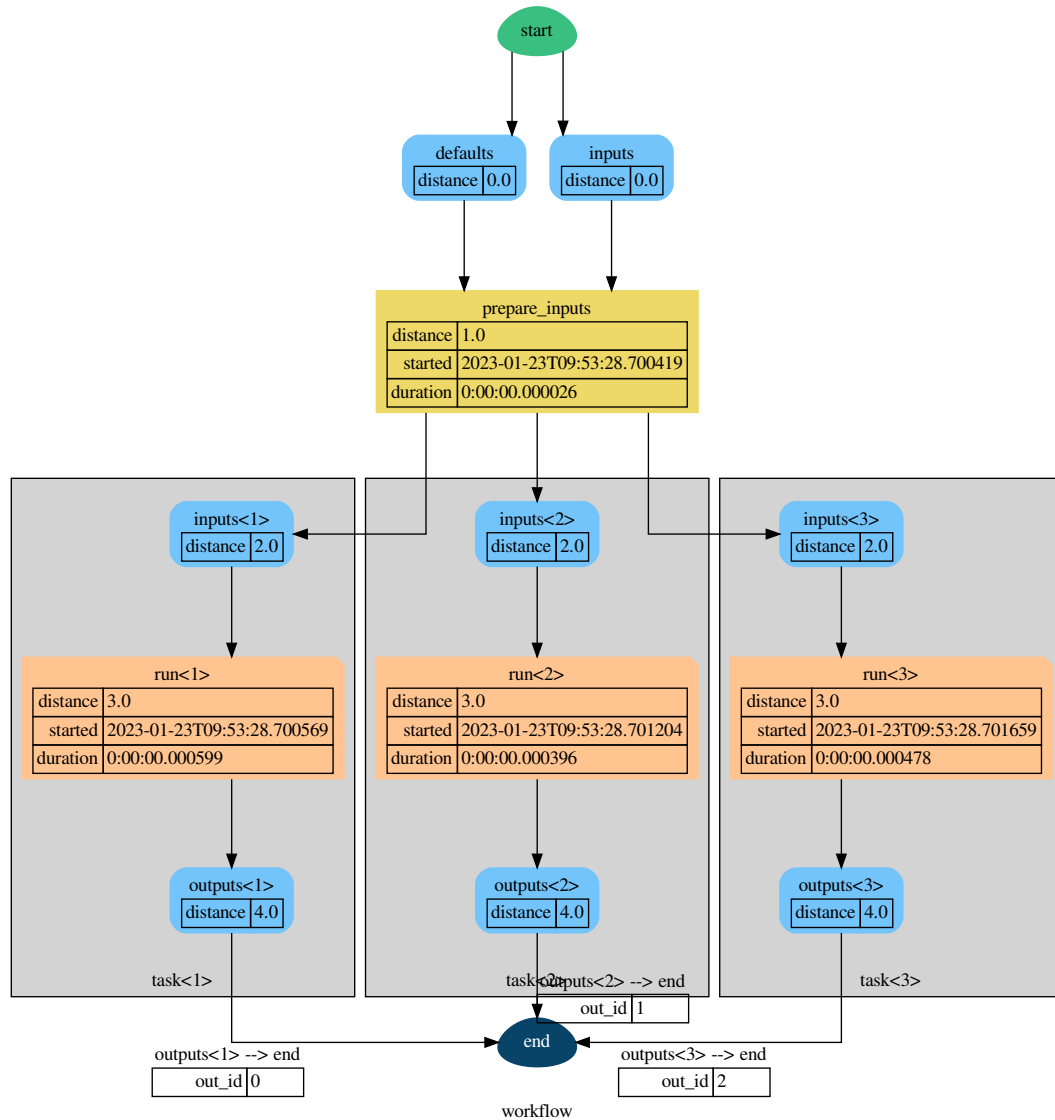 start
defaults
distance 0.0
inputs
distance 0.0
prepare_inputs
distance 1.0
started 2023-01-23T09:53:28.700419
duration 0:00:00.000026
inputs<1>
distance 2.0
inputs<2>
distance 2.0
inputs<3>
distance 2.0
run<1>
distance 3.0
started 2023-01-23T09:53:28.700569
duration 0:00:00.000599
run<2>
distance 3.0
started 2023-01-23T09:53:28.701204
duration 0:00:00.000396
run<3>
distance 3.0
started 2023-01-23T09:53:28.701659
duration 0:00:00.000478
outputs<1>
distance 4.0
outputs<2>
distance 4.0
outputs<3>
distance 4.0
task<1>
task<2>
outputs<2> --> end
out_id 1
task<3>
end
outputs<1> --> end
out_id 0
outputs<3> --> end
out_id 2
workflow